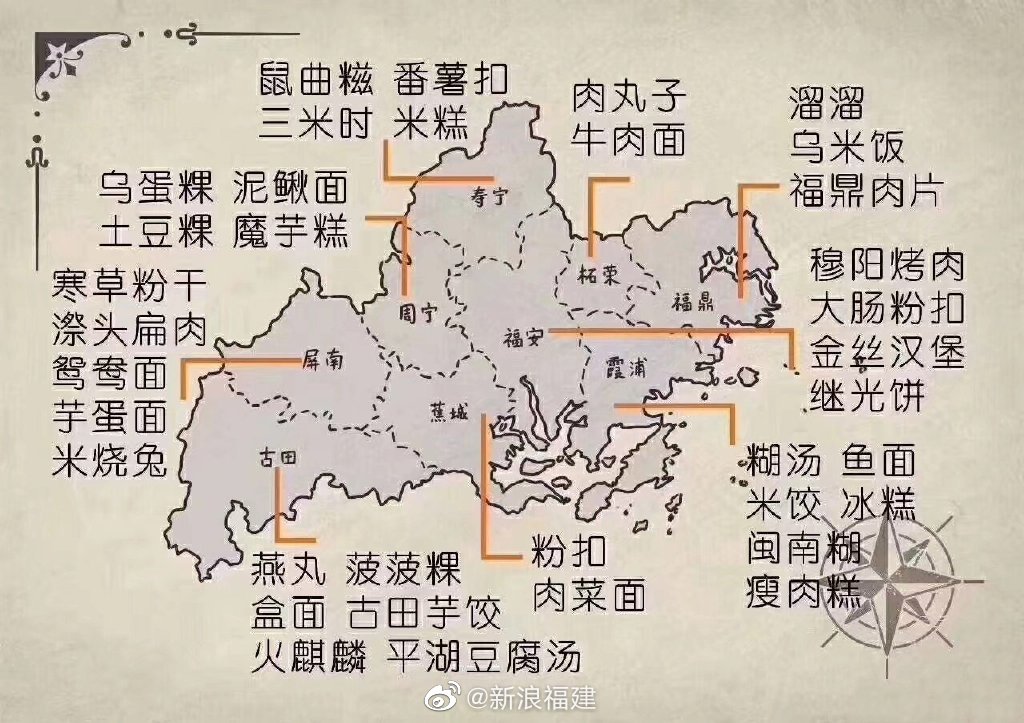 鼠曲糍 番薯扣
三米时 米糕
肉丸子
牛肉面
溜溜
乌米饭
福鼎肉片
乌蛋粿 泥鳅面
土豆粿 魔芋糕
寒草粉干
漈头扁肉
鸳鸯面
芋蛋面
米烧兔
穆阳烤肉
大肠粉扣
金丝汉堡
继光饼
寿宁
柘荣
福鼎
周宁
福安
屏南
霞浦
蕉城
古田
糊汤 鱼面
米饺 冰糕
闽南糊
瘦肉糕
粉扣
肉菜面
燕丸 菠菠粿
盒面 古田芋饺
火麒麟 平湖豆腐汤
@新浪福建